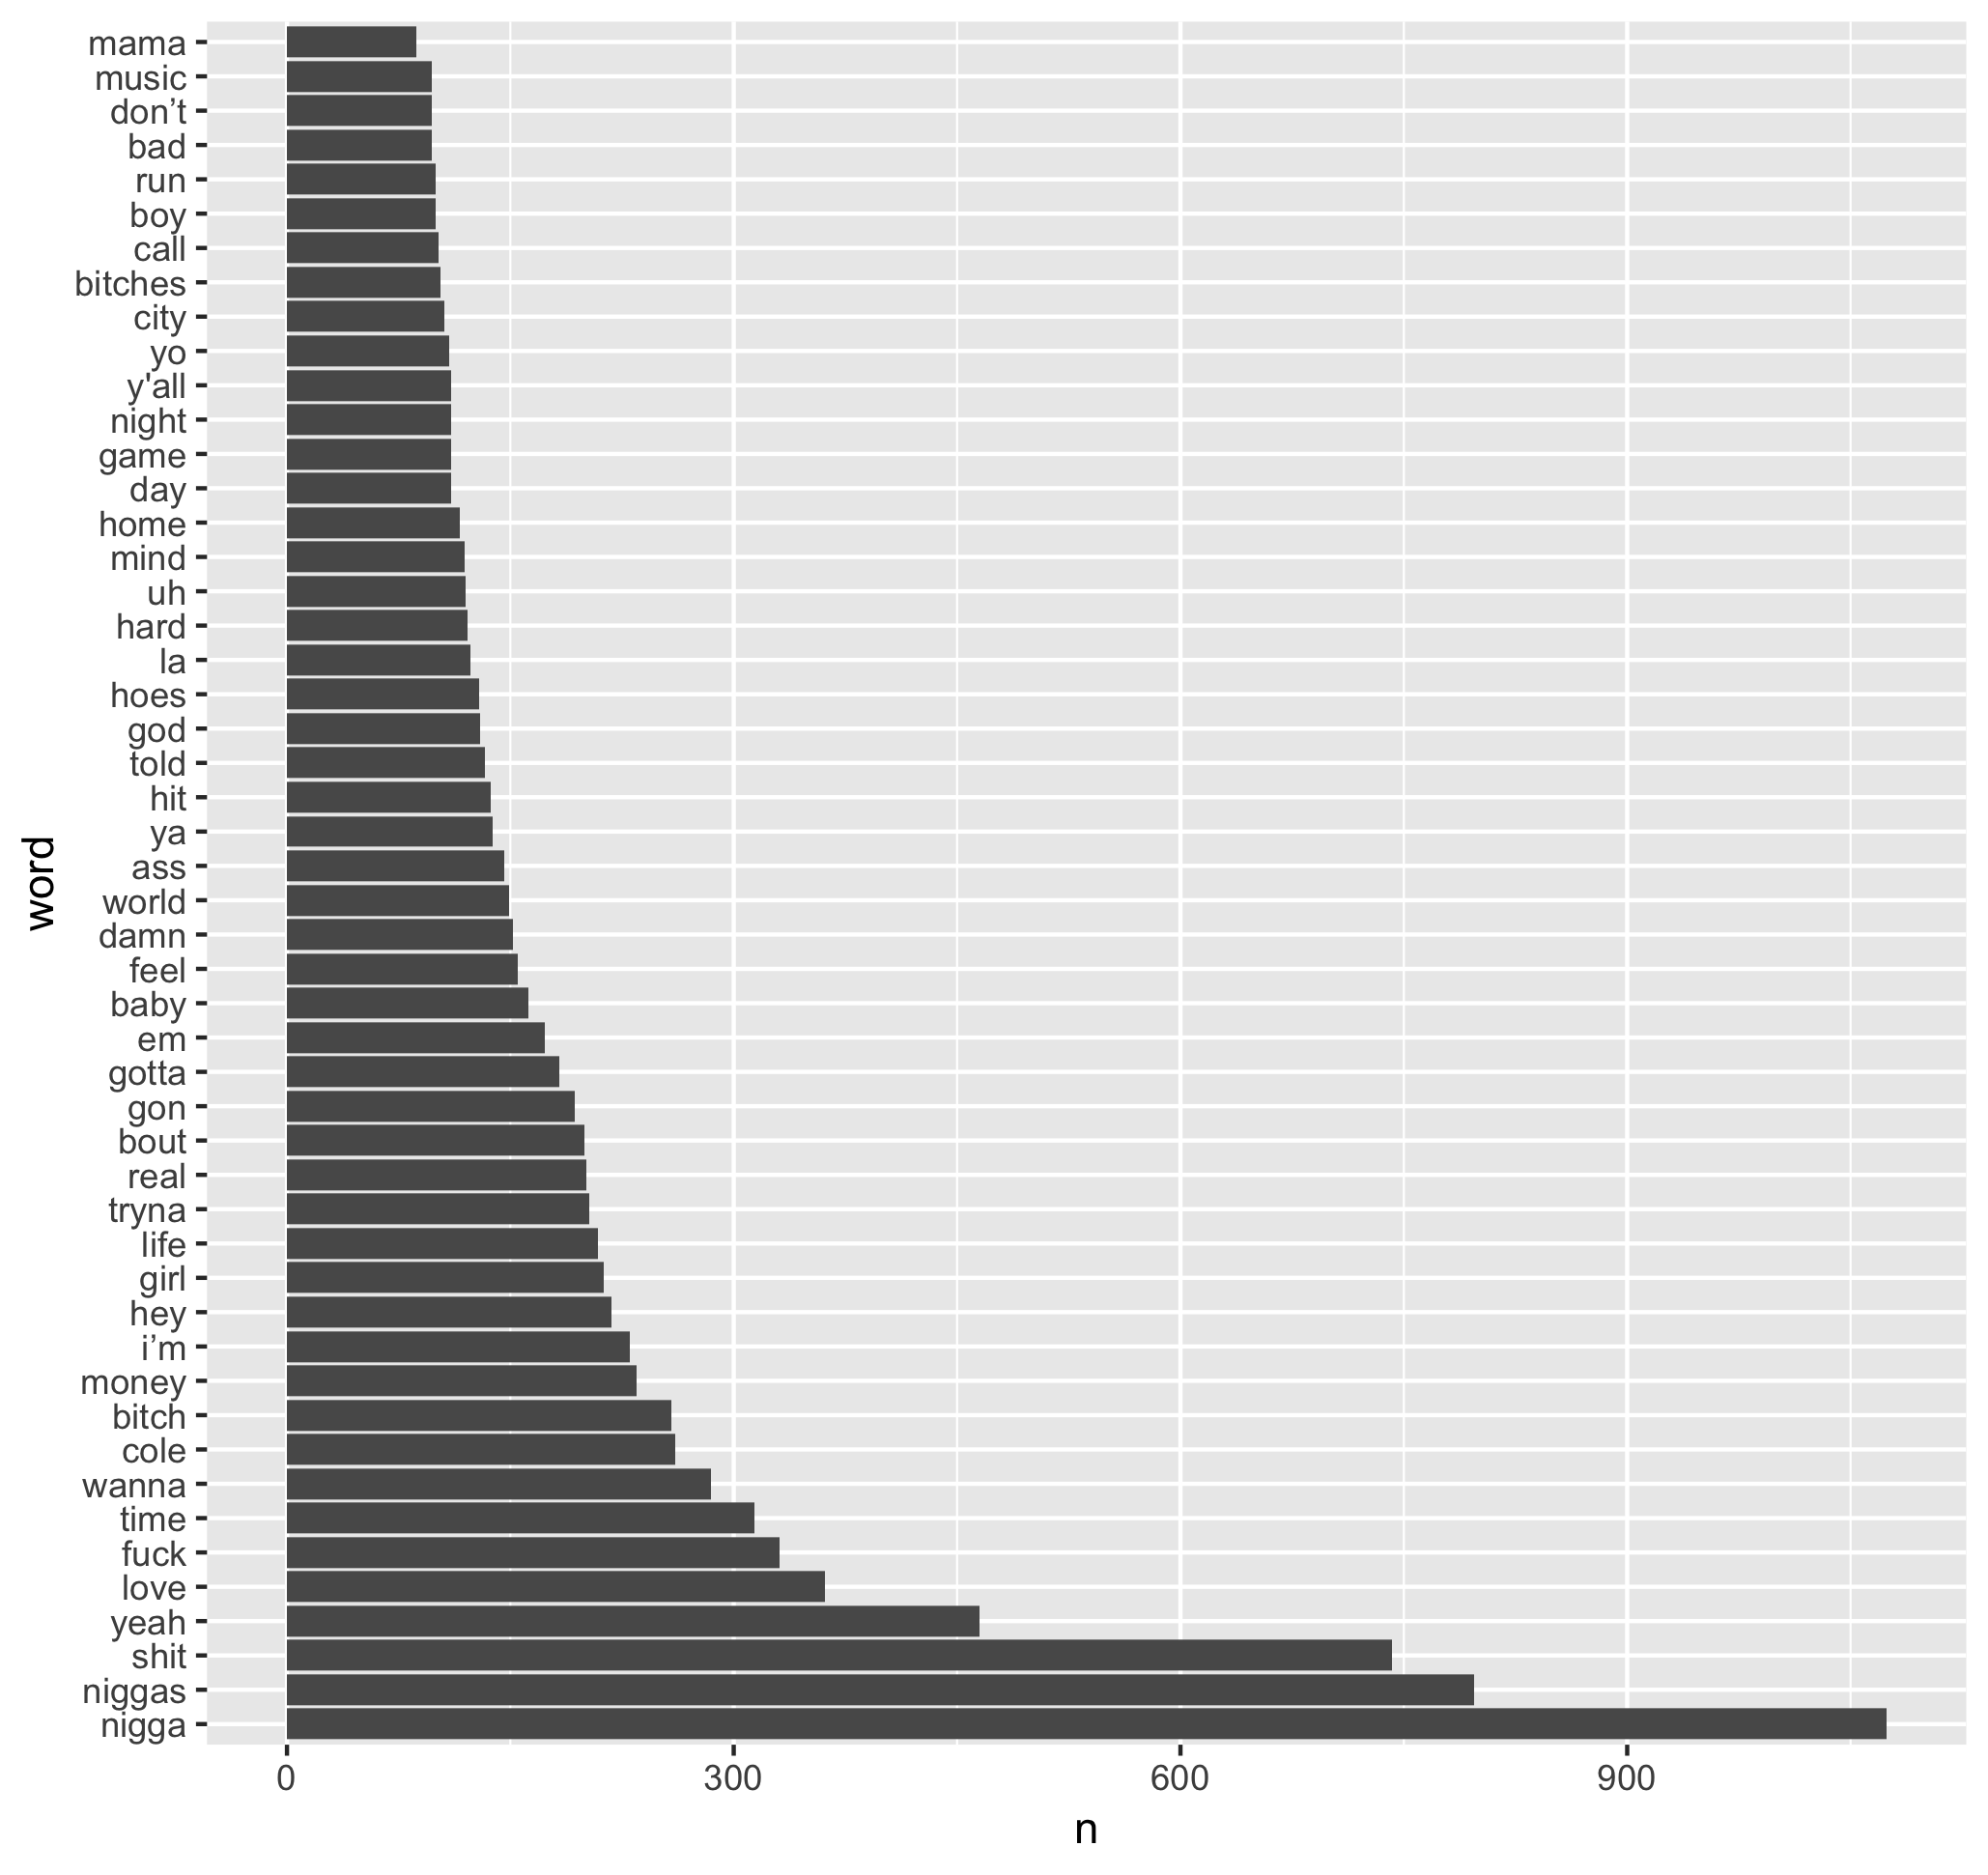 mama
music
don’t
bad
run
boy
call
bitches
city
yo
y'all
night
game
day
home
mind
uh
hard
la
hoes
god
told
hit
ya
ass
world
damn
feel
baby
em
gotta
gon
bout
real
tryna
life
girl
hey
i’m
money
bitch
cole
wanna
time
fuck
love
yeah
shit
niggas
nigga
word
0 300 600 900
n